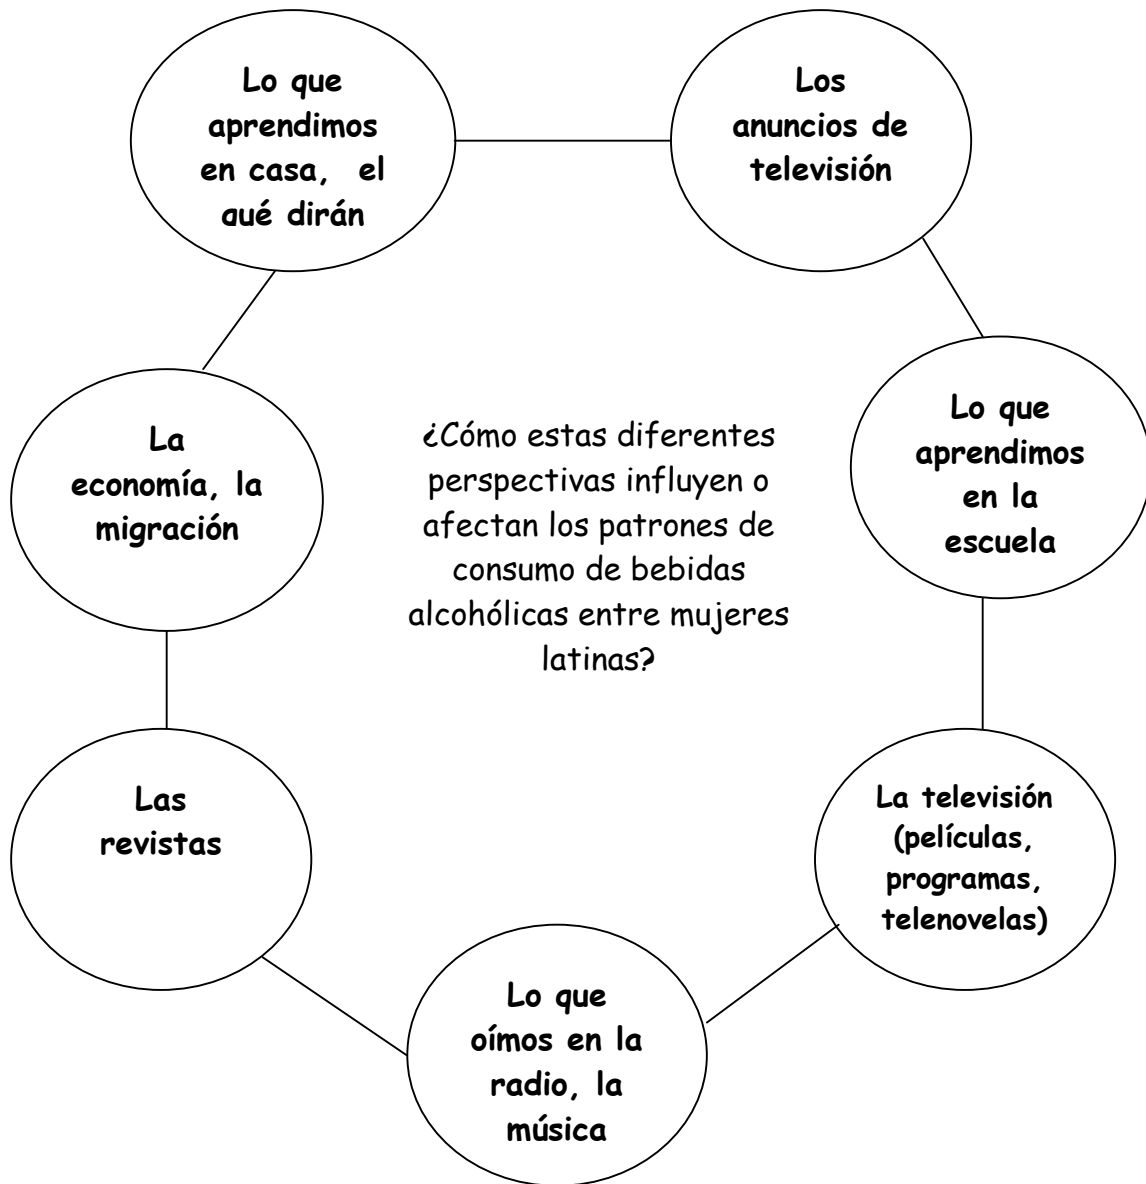 Lo que
aprendimos
en casa, el
aué dirán
Los
anuncios de
televisión
Lo que
aprendimos
en la
escuela
La
economía, la
migración
¿Cómo estas diferentes
perspectivas influyen o
afectan los patrones de
consumo de bebidas
alcohólicas entre mujeres
latinas?
Las
revistas
La televisión
(películas,
programas,
telenovelas)
Lo que
oímos en la
radio, la
música